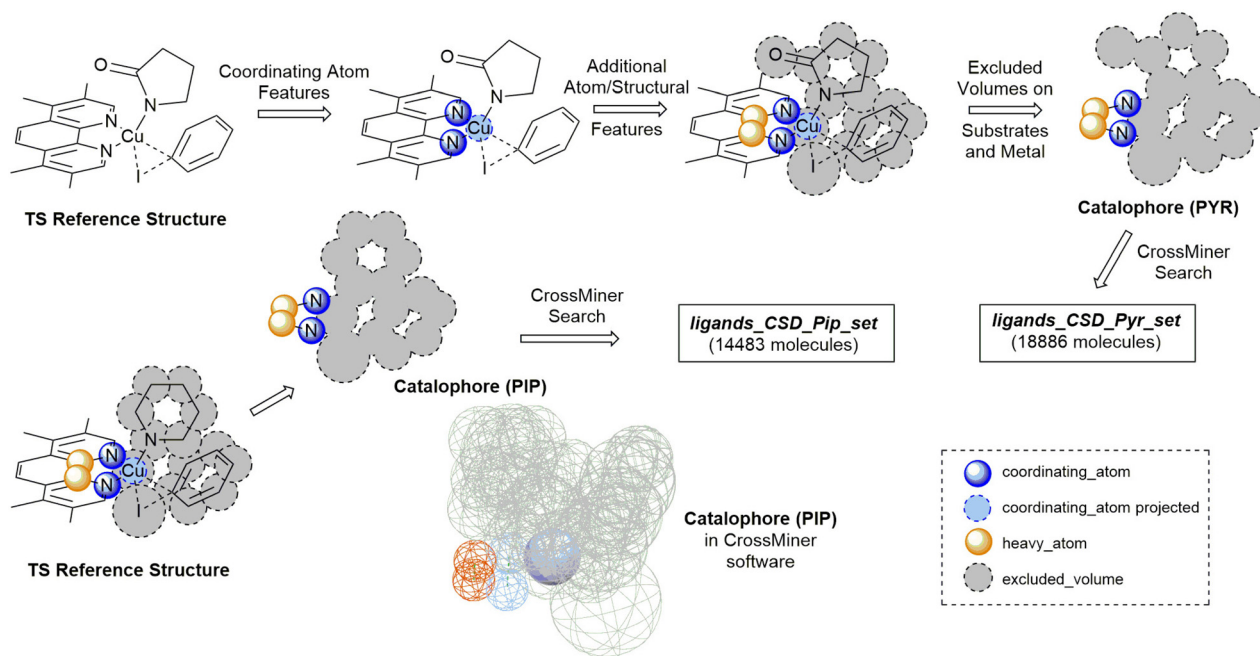 O
N
N
Cu
N
I
TS Reference Structure
Coordinating Atom
Features
O
N
N
Cu
N
I
Additional
Atom/Structural
Features
O
N
N
Cu
N
I
Excluded
Volumes on
Substrates
and Metal
N
N
Catalophore (PYR)
CrossMiner
Search
ligands_CSD_Pyr_set
(18886 molecules)
N
N
Catalophore (PIP)
CrossMiner
Search
ligands_CSD_Pip_set
(14483 molecules)
N
N
Cu
N
I
TS Reference Structure
Catalophore (PIP)
in CrossMiner
software
coordinating_atom
coordinating_atom projected
heavy_atom
excluded_volume